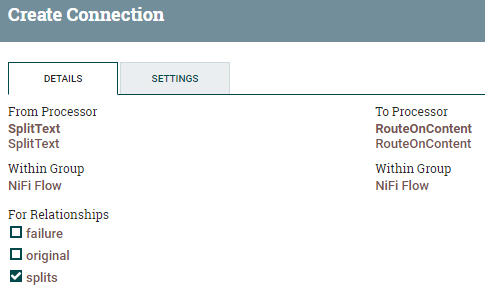 Create Connection
DETAILS SETTINGS
From Processor To Processor
SplitText RouteOnContent
SplitText RouteOnContent
Within Group Within Group
NiFi Flow NiFi Flow
For Relationships
failure
original
splits